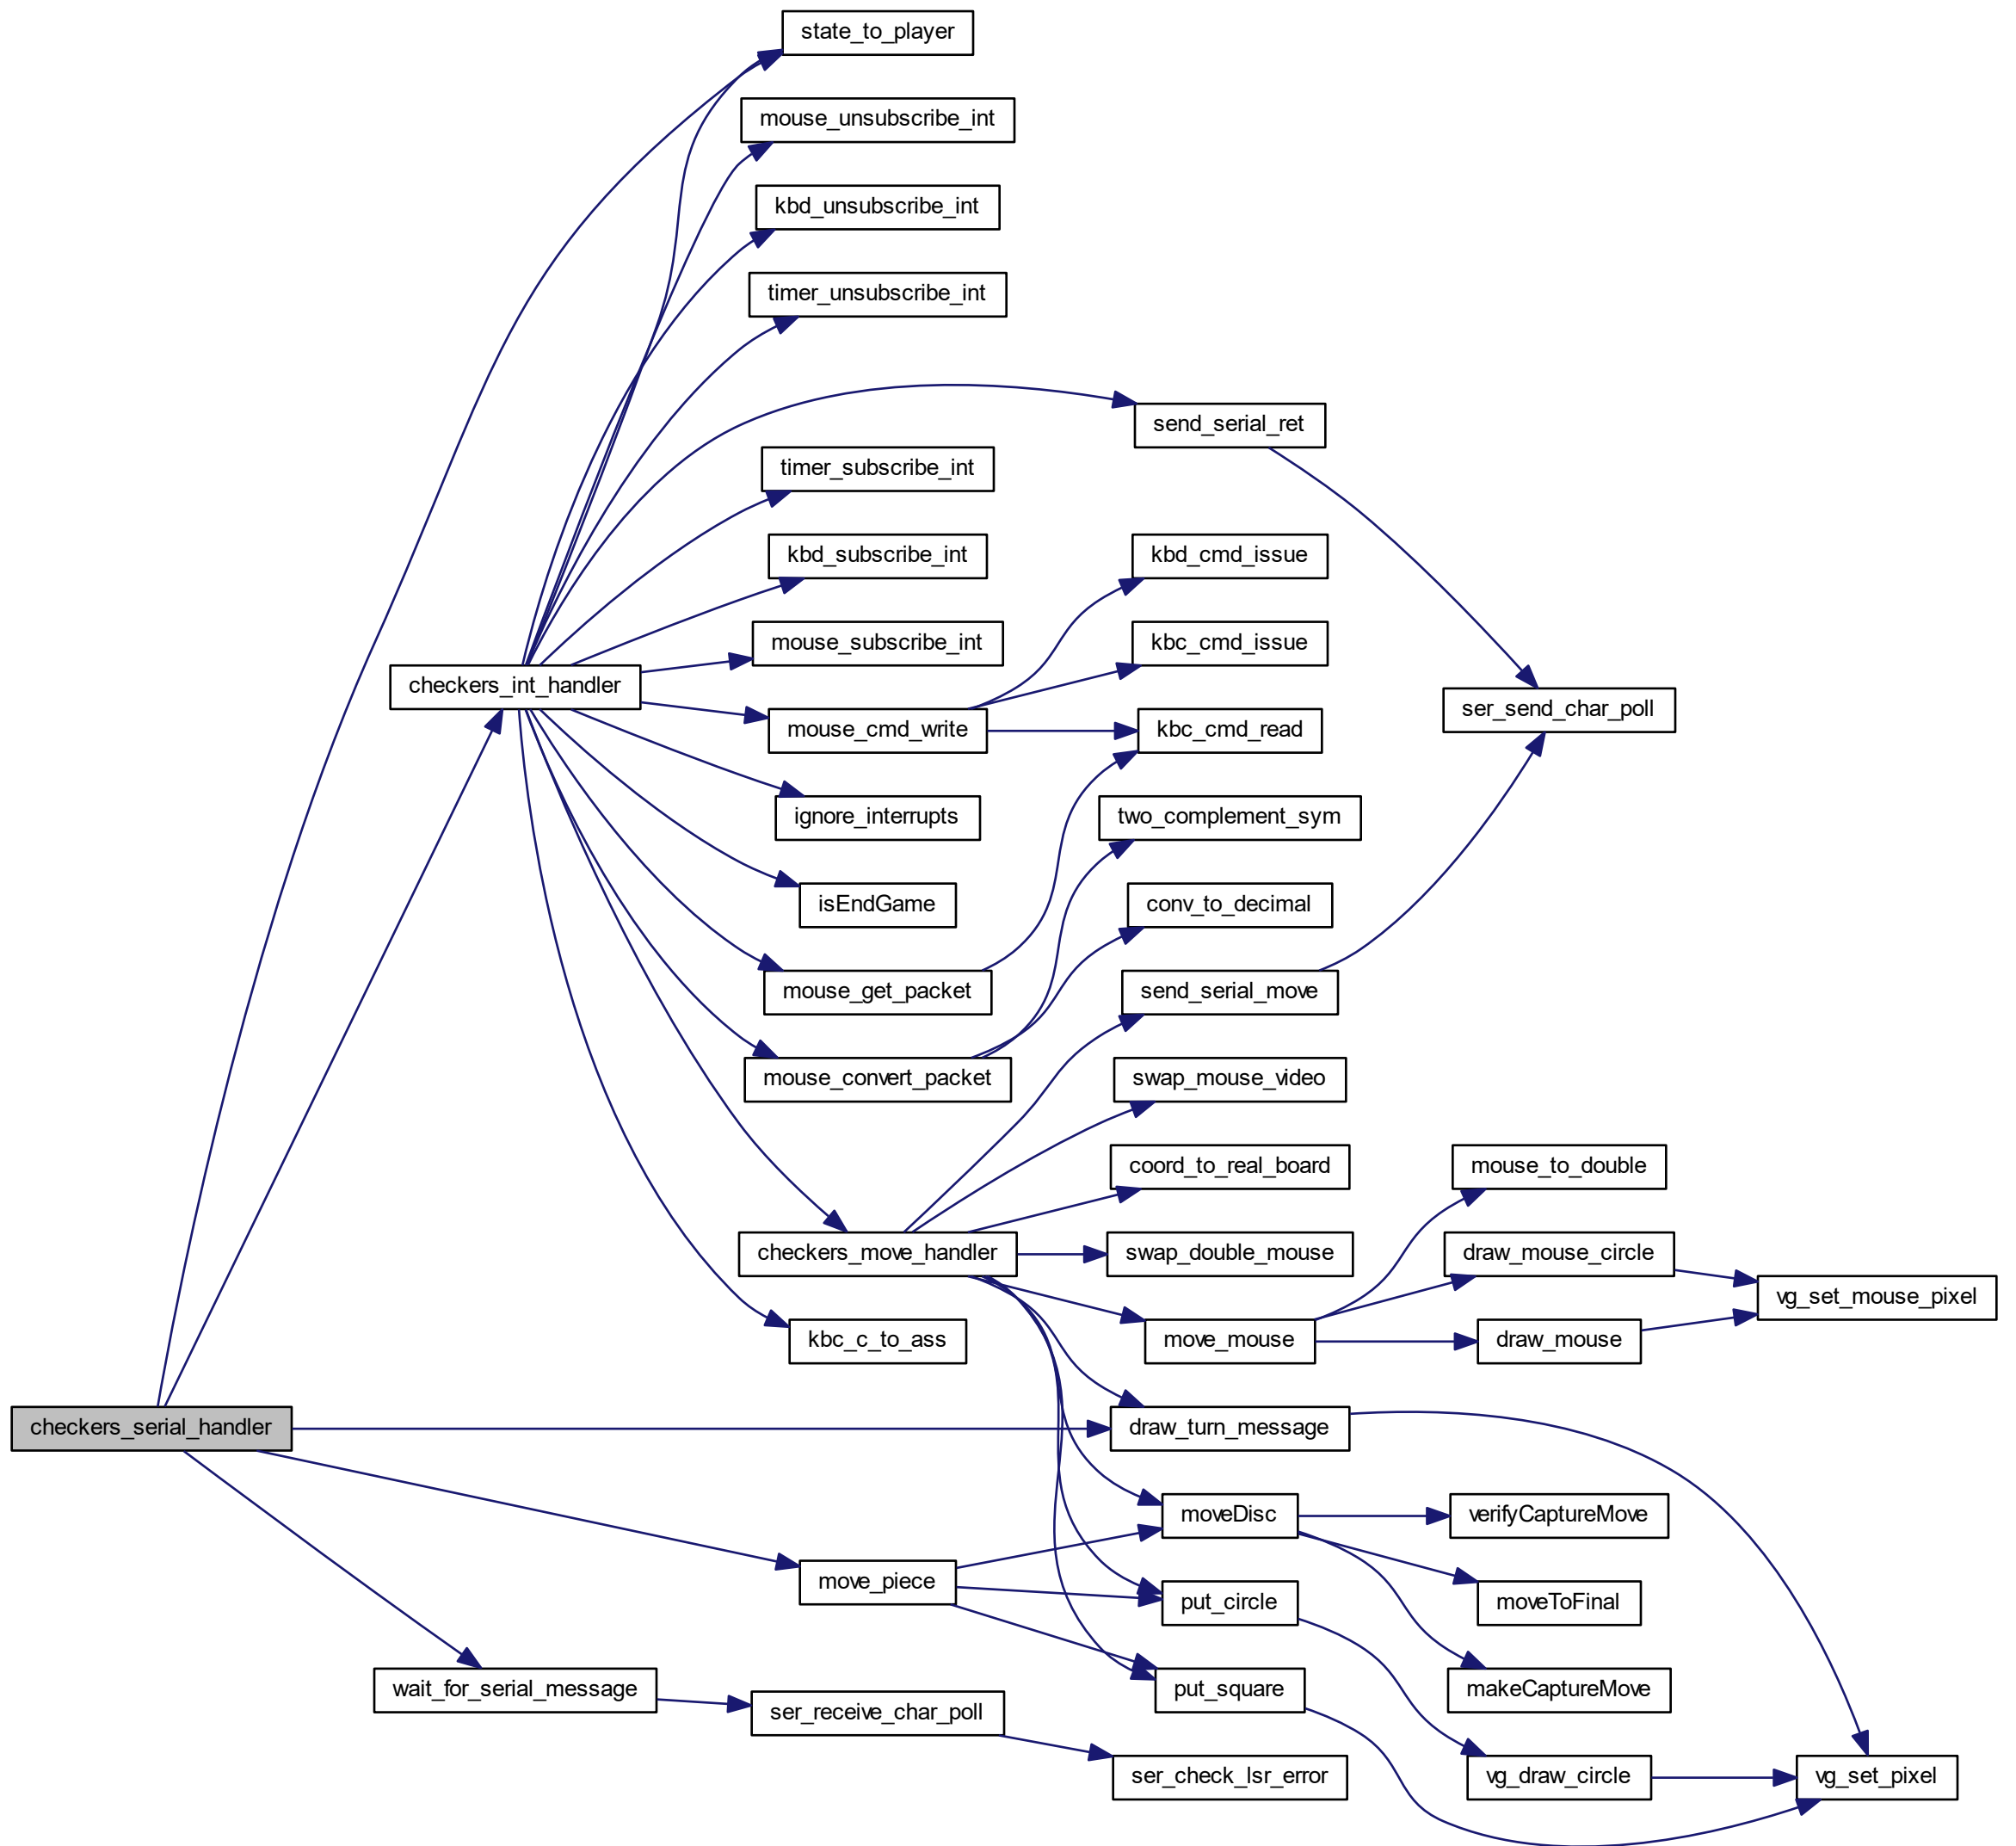 state_to_player
mouse_unsubscribe_int
kbd_unsubscribe_int
timer_unsubscribe_int
send_serial_ret
timer_subscribe_int
kbd_subscribe_int
kbd_cmd_issue
mouse_subscribe_int
kbc_cmd_issue
checkers_int_handler
ser_send_char_poll
mouse_cmd_write
kbc_cmd_read
ignore_interrupts
two_complement_sym
isEndGame
conv_to_decimal
mouse_get_packet
send_serial_move
mouse_convert_packet
swap_mouse_video
coord_to_real_board
mouse_to_double
checkers_move_handler
swap_double_mouse
draw_mouse_circle
vg_set_mouse_pixel
kbc_c_to_ass
move_mouse
draw_mouse
checkers_serial_handler
draw_turn_message
moveDisc
verifyCaptureMove
move_piece
put_circle
moveToFinal
wait_for_serial_message
put_square
makeCaptureMove
ser_receive_char_poll
ser_check_lsr_error
vg_draw_circle
vg_set_pixel